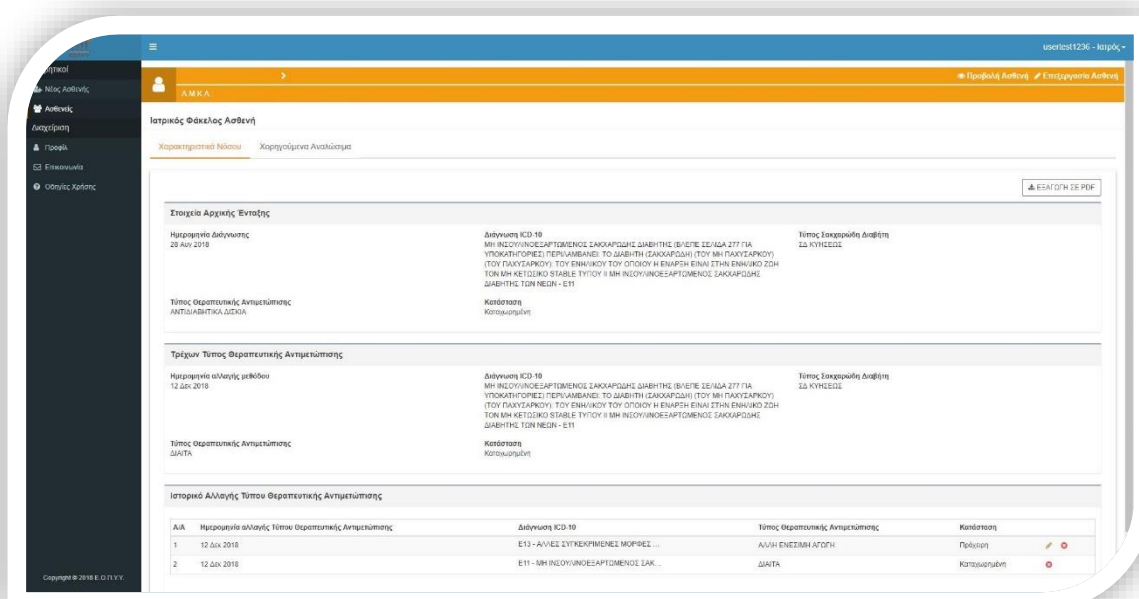 usertest1236 - Ιατρός
Νέος Ασθενής
Ασθενείς
Διαχείριση
Προφίλ
Επικοινωνία
Οδηγίες Χρήσης
Προβολή Ασθενή Επεξεργασία Ασθενή
Α Μ Κ Α
Ιατρικός Φάκελος Ασθενή
Χαρακτηριστικά Νόσου Χορηγούμενα Αναλώσιμα
ΕΞΑΓΩΓΗ ΣΕ PDF
Στοιχεία Αρχικής Ένταξης
Ημερομηνία Διάγνωσης Διάγνωση ICD-10 Τύπος Σακχαρώδη Διαβήτη
28 Αυγ 2018 ΜΗ ΙΝΣΟΥΛΙΝΟΕΞΑΡΤΩΜΕΝΟΣ ΣΑΚΧΑΡΩΔΗΣ ΔΙΑΒΗΤΗΣ (ΒΛΕΠΕ ΣΕΛΙΔΑ 277 ΓΙΑ ΣΔ ΚΥΗΣΕΩΣ
ΥΠΟΚΑΤΗΓΟΡΙΕΣ) ΠΕΡΙΛΑΜΒΑΝΕΙ: ΤΟ ΔΙΑΒΗΤΗ (ΣΑΚΧΑΡΩΔΗ) (ΤΟΥ ΜΗ ΠΑΧΥΣΑΡΚΟΥ)
(ΤΟΥ ΠΑΧΥΣΑΡΚΟΥ): ΤΟΥ ΕΝΗΛΙΚΟΥ ΤΟΥ ΟΠΟΙΟΥ Η ΕΝΑΡΞΗ ΕΙΝΑΙ ΣΤΗΝ ΕΝΗΛΙΚΟ ΖΩΗ
ΤΟΝ ΜΗ ΚΕΤΩΣΙΚΟ STABLE ΤΥΠΟΥ ΙΙ ΜΗ ΙΝΣΟΥΛΙΝΟΕΞΑΡΤΩΜΕΝΟΣ ΣΑΚΧΑΡΩΔΗΣ
ΔΙΑΒΗΤΗΣ ΤΩΝ ΝΕΩΝ - E11
Τύπος Θεραπευτικής Αντιμετώπισης Κατάσταση
ΑΝΤΙΔΙΑΒΗΤΙΚΑ ΔΙΣΚΙΑ Καταχωρημένη
Τρέχων Τύπος Θεραπευτικής Αντιμετώπισης
Ημερομηνία αλλαγής μεθόδου Διάγνωση ICD-10 Τύπος Σακχαρώδη Διαβήτη
12 Δεκ 2018 ΜΗ ΙΝΣΟΥΛΙΝΟΕΞΑΡΤΩΜΕΝΟΣ ΣΑΚΧΑΡΩΔΗΣ ΔΙΑΒΗΤΗΣ (ΒΛΕΠΕ ΣΕΛΙΔΑ 277 ΓΙΑ ΣΔ ΚΥΗΣΕΩΣ
ΥΠΟΚΑΤΗΓΟΡΙΕΣ) ΠΕΡΙΛΑΜΒΑΝΕΙ: ΤΟ ΔΙΑΒΗΤΗ (ΣΑΚΧΑΡΩΔΗ) (ΤΟΥ ΜΗ ΠΑΧΥΣΑΡΚΟΥ)
(ΤΟΥ ΠΑΧΥΣΑΡΚΟΥ): ΤΟΥ ΕΝΗΛΙΚΟΥ ΤΟΥ ΟΠΟΙΟΥ Η ΕΝΑΡΞΗ ΕΙΝΑΙ ΣΤΗΝ ΕΝΗΛΙΚΟ ΖΩΗ
ΤΟΝ ΜΗ ΚΕΤΩΣΙΚΟ STABLE ΤΥΠΟΥ ΙΙ ΜΗ ΙΝΣΟΥΛΙΝΟΕΞΑΡΤΩΜΕΝΟΣ ΣΑΚΧΑΡΩΔΗΣ
ΔΙΑΒΗΤΗΣ ΤΩΝ ΝΕΩΝ - E11
Τύπος Θεραπευτικής Αντιμετώπισης Κατάσταση
ΔΙΑΙΤΑ Καταχωρημένη
Ιστορικό Αλλαγής Τύπου Θεραπευτικής Αντιμετώπισης
Α/Α Ημερομηνία αλλαγής Τύπου Θεραπευτικής Αντιμετώπισης Διάγνωση ICD-10 Τύπος Θεραπευτικής Αντιμετώπισης Κατάσταση
1 12 Δεκ 2018 E13 - ΑΛΛΕΣ ΣΥΓΚΕΚΡΙΜΕΝΕΣ ΜΟΡΦΕΣ ... ΑΛΛΗ ΕΝΕΣΙΜΗ ΑΓΩΓΗ Πρόχειρη
2 12 Δεκ 2018 E11 - ΜΗ ΙΝΣΟΥΛΙΝΟΕΞΑΡΤΩΜΕΝΟΣ ΣΑΚ... ΔΙΑΙΤΑ Καταχωρημένη
Copyright © 2018 Ε.Ο.Π.Υ.Υ.